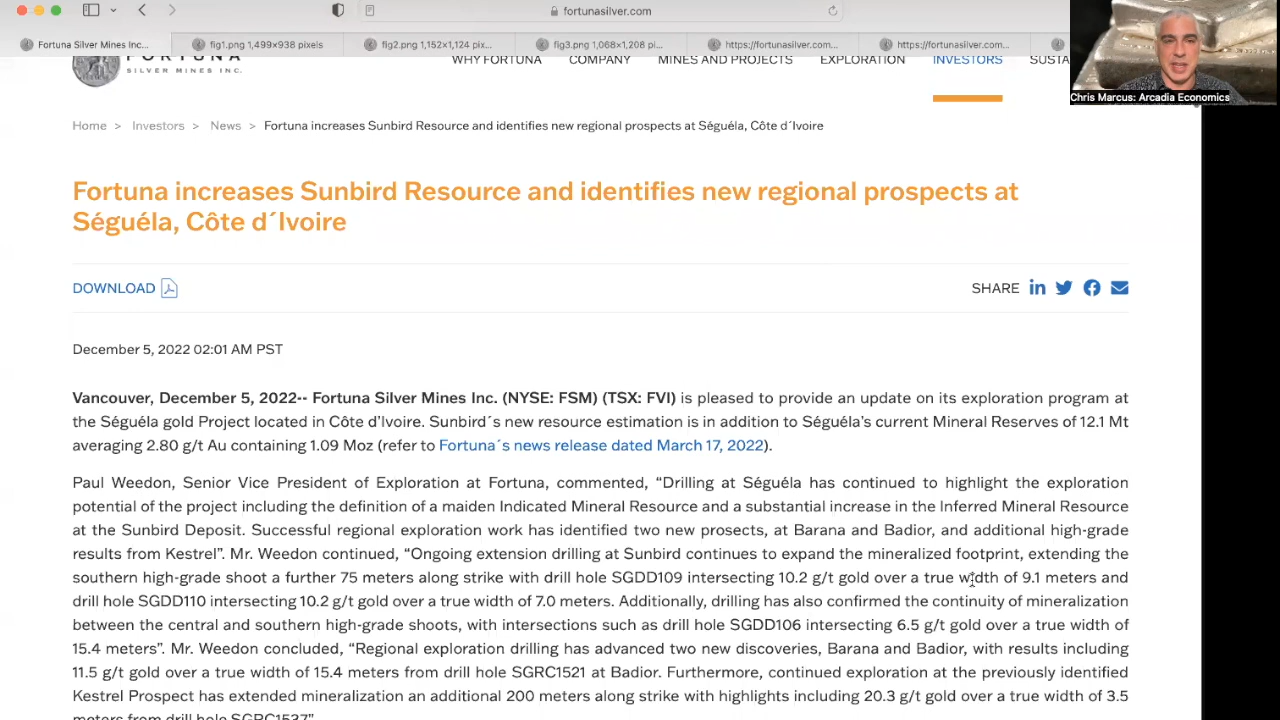 fortunasilver.com
Fortuna Silver Mines Inc...
fig1.png 1,499×938 pixels
fig2.png 1,152×1,124 pix...
fig3.png 1,068×1,208 pi...
https://fortunasilver.com...
https://fortunasilver.com...
Chris Marcus: Arcadia Economics
FORTUNA
SILVER MINES INC.
WHY FORTUNA
COMPANY
MINES AND PROJECTS
EXPLORATION
INVESTORS
SUSTA
Home > Investors > News > Fortuna increases Sunbird Resource and identifies new regional prospects at Séguéla, Côte d´Ivoire
Fortuna increases Sunbird Resource and identifies new regional prospects at
Séguéla, Côte d´Ivoire
DOWNLOAD
SHARE
December 5, 2022 02:01 AM PST
Vancouver, December 5, 2022-- Fortuna Silver Mines Inc. (NYSE: FSM) (TSX: FVI) is pleased to provide an update on its exploration program at
the Séguéla gold Project located in Côte d'Ivoire. Sunbird´s new resource estimation is in addition to Séguéla's current Mineral Reserves of 12.1 Mt
averaging 2.80 g/t Au containing 1.09 Moz (refer to Fortuna´s news release dated March 17, 2022).
Paul Weedon, Senior Vice President of Exploration at Fortuna, commented, “Drilling at Séguéla has continued to highlight the exploration
potential of the project including the definition of a maiden Indicated Mineral Resource and a substantial increase in the Inferred Mineral Resource
at the Sunbird Deposit. Successful regional exploration work has identified two new prosects, at Barana and Badior, and additional high-grade
results from Kestrel”. Mr. Weedon continued, “Ongoing extension drilling at Sunbird continues to expand the mineralized footprint, extending the
southern high-grade shoot a further 75 meters along strike with drill hole SGDD109 intersecting 10.2 g/t gold over a true width of 9.1 meters and
drill hole SGDD110 intersecting 10.2 g/t gold over a true width of 7.0 meters. Additionally, drilling has also confirmed the continuity of mineralization
between the central and southern high-grade shoots, with intersections such as drill hole SGDD106 intersecting 6.5 g/t gold over a true width of
15.4 meters”. Mr. Weedon concluded, “Regional exploration drilling has advanced two new discoveries, Barana and Badior, with results including
11.5 g/t gold over a true width of 15.4 meters from drill hole SGRC1521 at Badior. Furthermore, continued exploration at the previously identified
Kestrel Prospect has extended mineralization an additional 200 meters along strike with highlights including 20.3 g/t gold over a true width of 3.5
meters from drill hole SGRC1537”